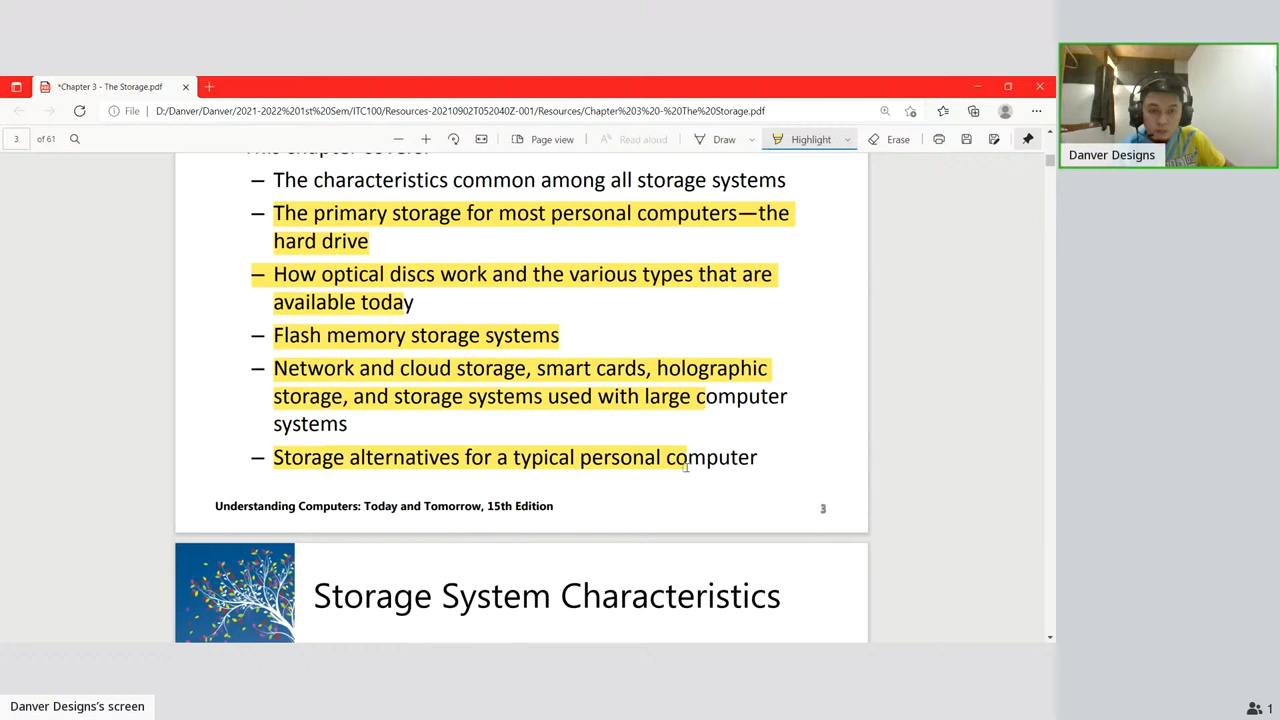 *Chapter 3 - The Storage.pdf
File
D:/Danver/Danver/2021-2022%201st%20Sem/ITC100/Resources-20210902T052040Z-001/Resources/Chapter%203%20-%20The%20Storage.pdf
3 of 61
Page view
Read aloud
Draw
Highlight
Erase
Danver Designs
– The characteristics common among all storage systems
– The primary storage for most personal computers—the
hard drive
– How optical discs work and the various types that are
available today
– Flash memory storage systems
– Network and cloud storage, smart cards, holographic
storage, and storage systems used with large computer
systems
– Storage alternatives for a typical personal computer
Understanding Computers: Today and Tomorrow, 15th Edition
3
Storage System Characteristics
Danver Designs's screen
1